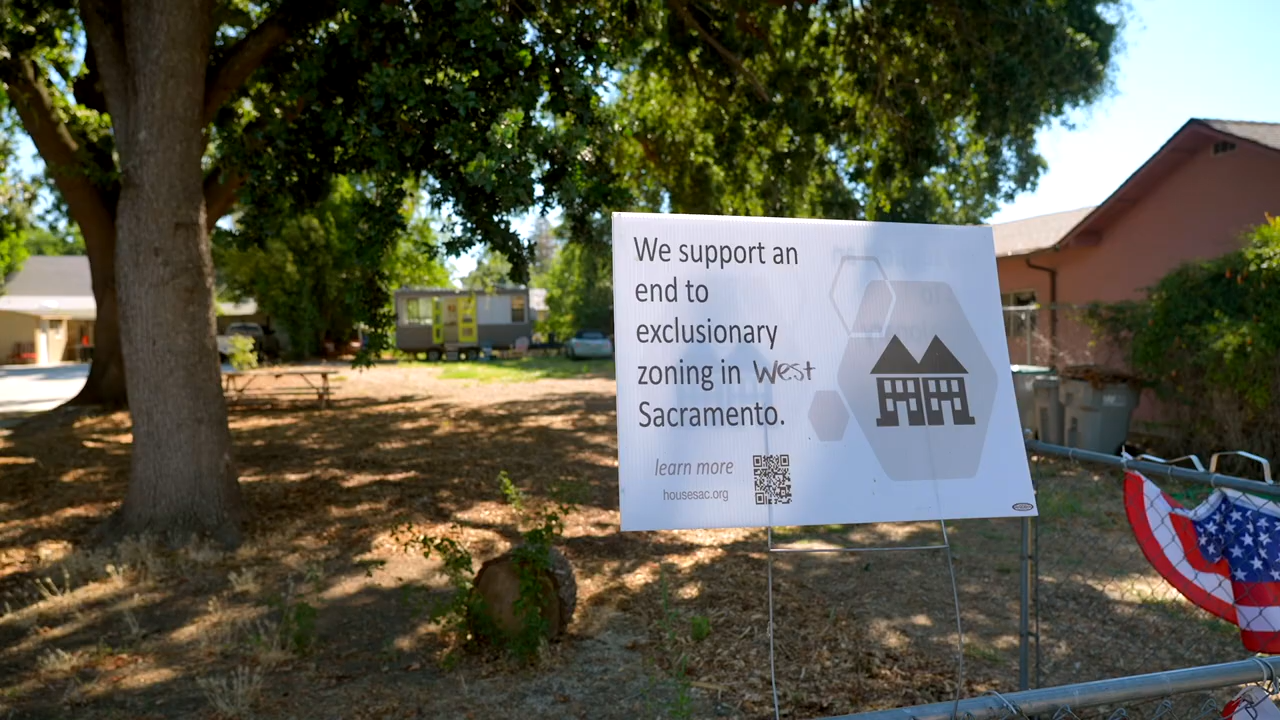 We support an
end to
exclusionary
zoning in West
Sacramento.
learn more
housesac.org